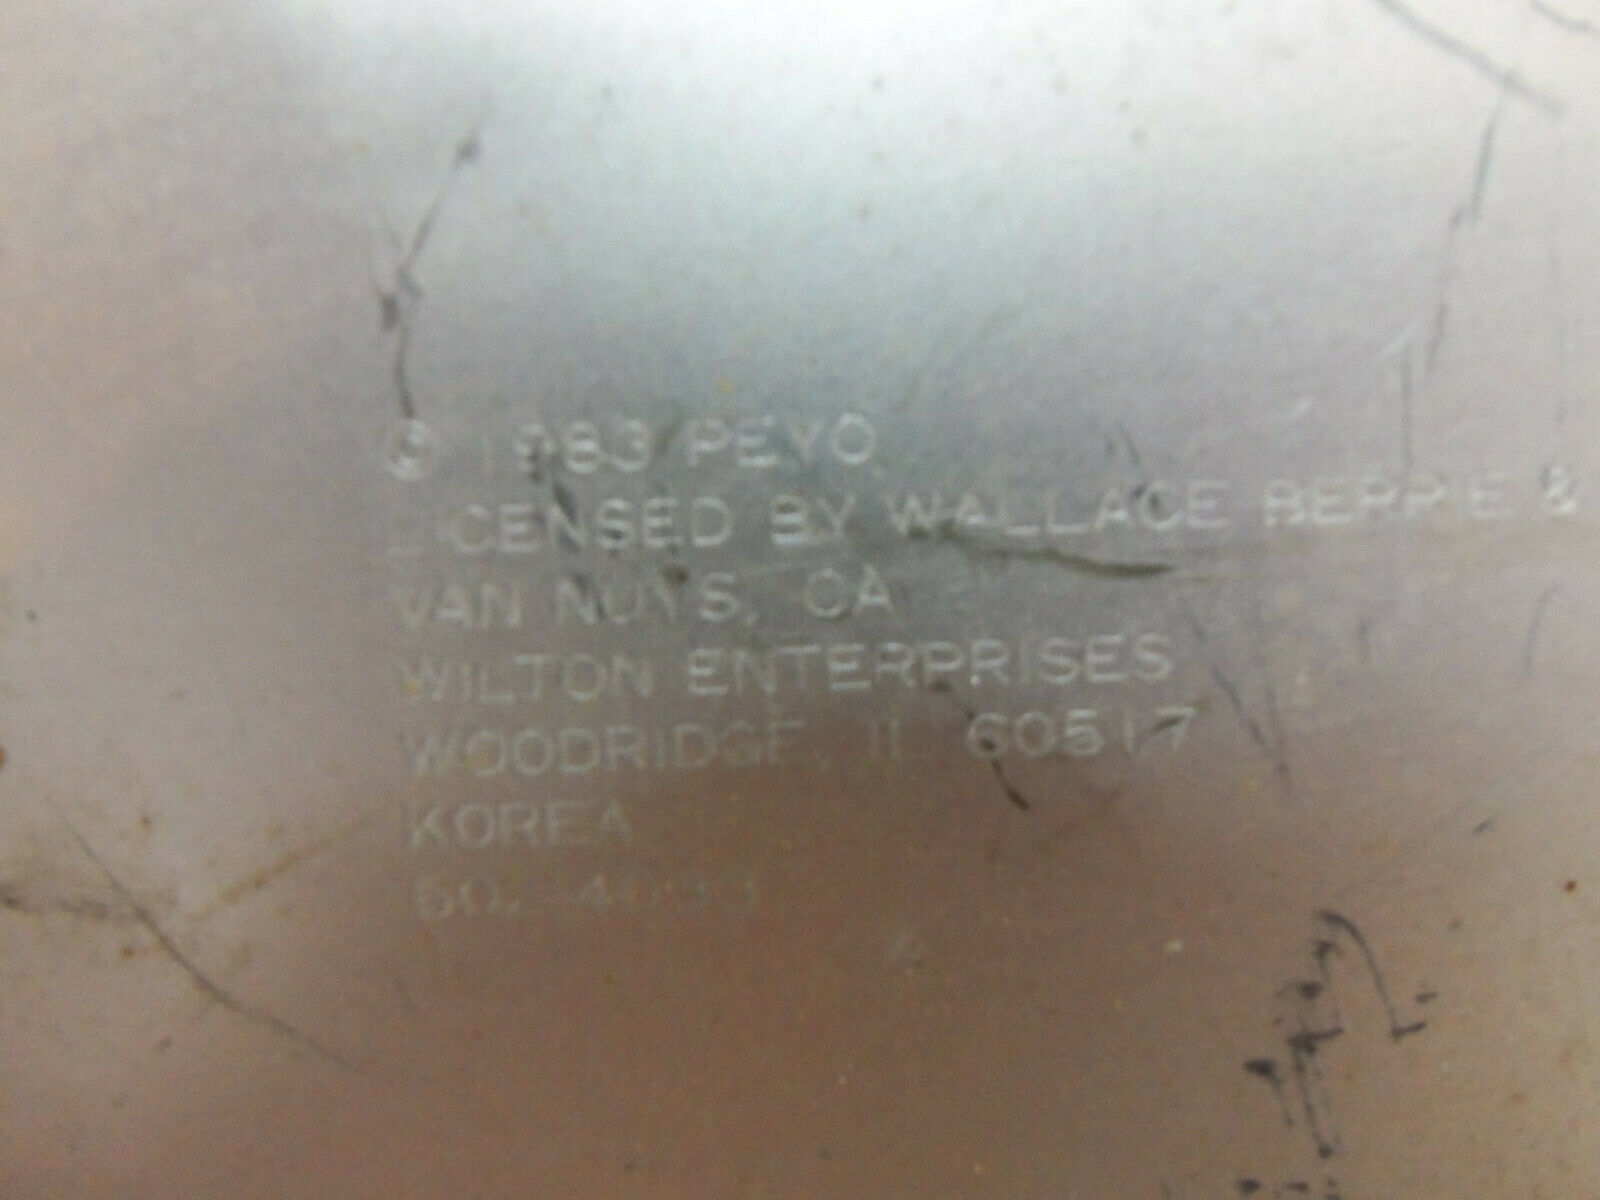 © 1983 PEYO
LICENSED BY WALLACE BERRIE &
VAN NUYS, CA
WILTON ENTERPRISES
WOODRIDGE, IL 60517
KOREA